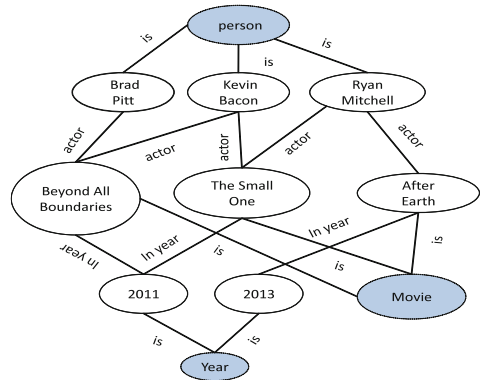 person
is
is
is
Brad
Pitt
Kevin
Bacon
Ryan
Mitchell
actor
actor
actor
actor
actor
Beyond All
Boundaries
The Small
One
After
Earth
In year
In year
In year
is
is
is
2011
2013
Movie
is
is
Year